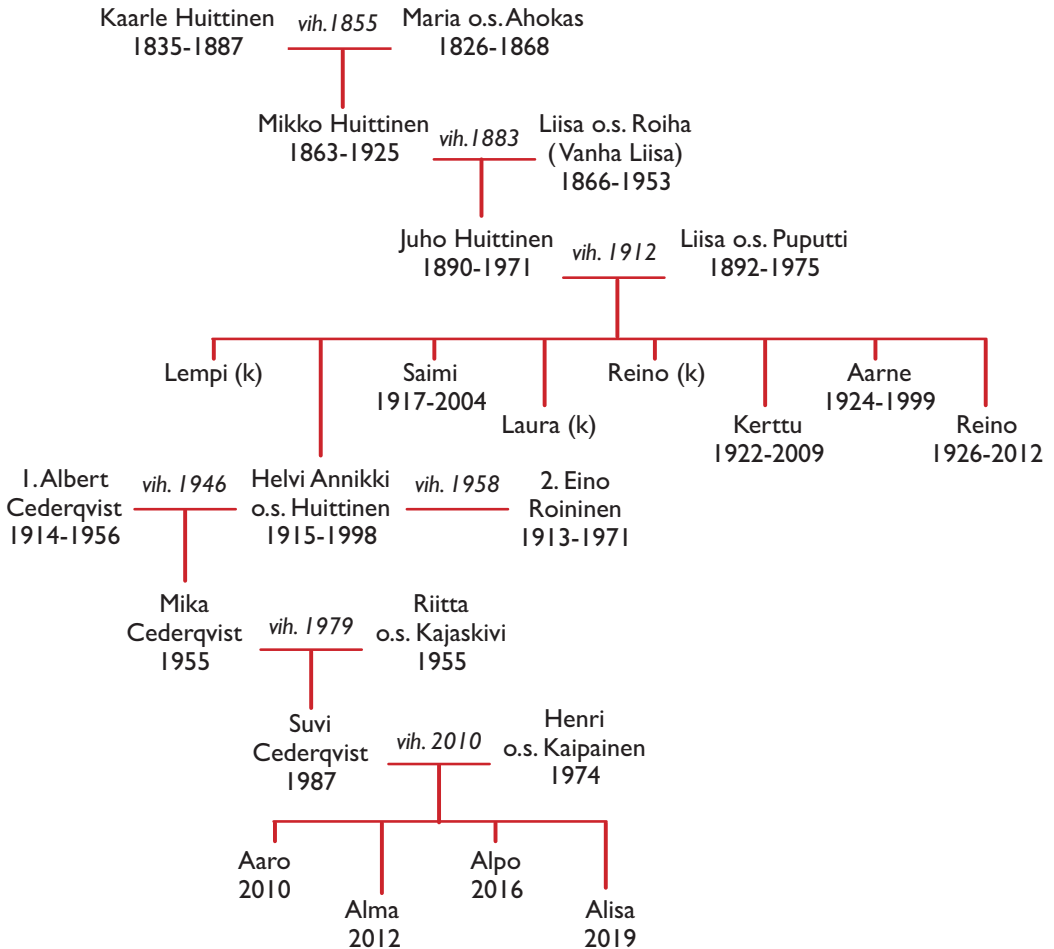 Kaarle Huittinen
1835-1887
vih.1855
Maria o.s. Ahokas
1826-1868
Mikko Huittinen
1863-1925
vih.1883
Liisa o.s. Roiha
(Vanha Liisa)
1866-1953
Juho Huittinen
1890-1971
vih. 1912
Liisa o.s. Puputti
1892-1975
Lempi (k)
Saimi
1917-2004
Laura (k)
Reino (k)
Kerttu
1922-2009
Aarne
1924-1999
Reino
1926-2012
1. Albert
Cederqvist
1914-1956
vih. 1946
Helvi Annikki
o.s. Huittinen
1915-1998
vih. 1958
2. Eino
Roininen
1913-1971
Mika
Cederqvist
1955
vih. 1979
Riitta
o.s. Kajaskivi
1955
Suvi
Cederqvist
1987
vih. 2010
Henri
o.s. Kaipainen
1974
Aaro
2010
Alma
2012
Alpo
2016
Alisa
2019